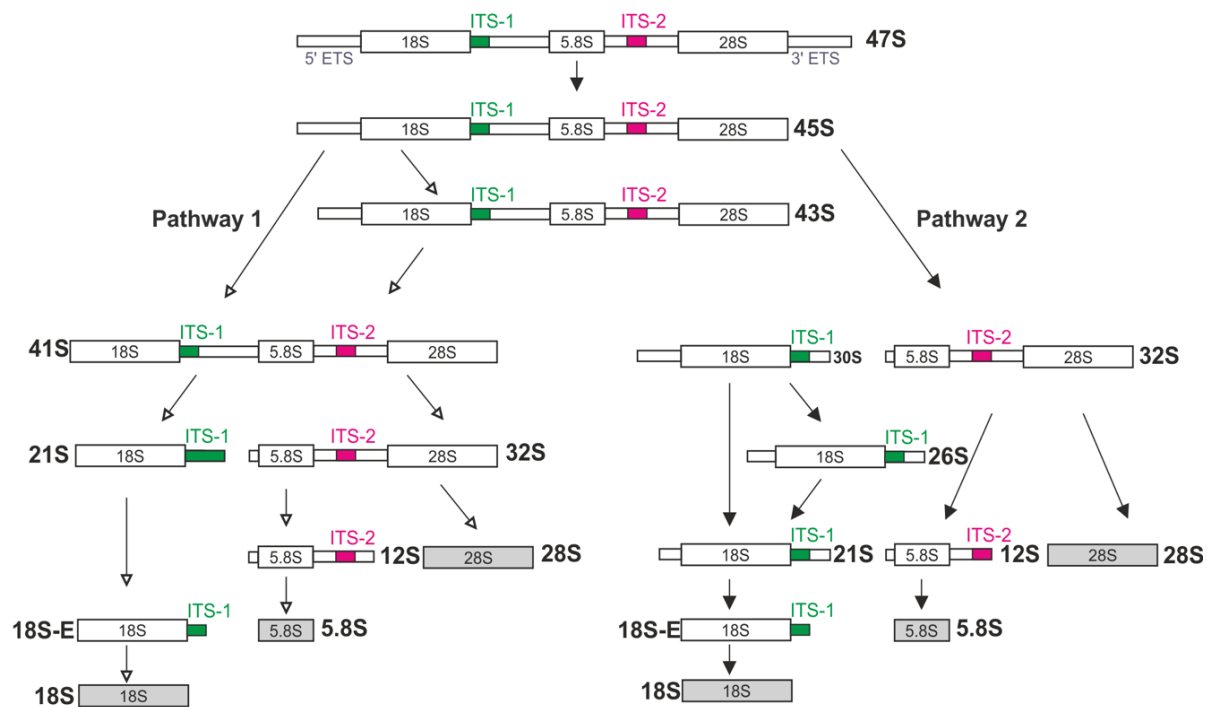 ITS-1 ITS-2
18S 5.8S 28S 47S
5' ETS 3' ETS
ITS-1 ITS-2
18S 5.8S 28S 45S
ITS-1 ITS-2
18S 5.8S 28S 43S
Pathway 1 Pathway 2
ITS-1 ITS-2 ITS-1 ITS-2
41S 18S 5.8S 28S 18S 30S 5.8S 28S 32S
ITS-1 ITS-2 ITS-1
21S 18S 5.8S 28S 32S 18S 26S
ITS-2 ITS-1 ITS-2
5.8S 12S 28S 28S 18S 21S 5.8S 12S 28S 28S
ITS-1 ITS-1
18S-E 18S 5.8S 5.8S 18S-E 18S 5.8S 5.8S
18S 18S 18S 18S